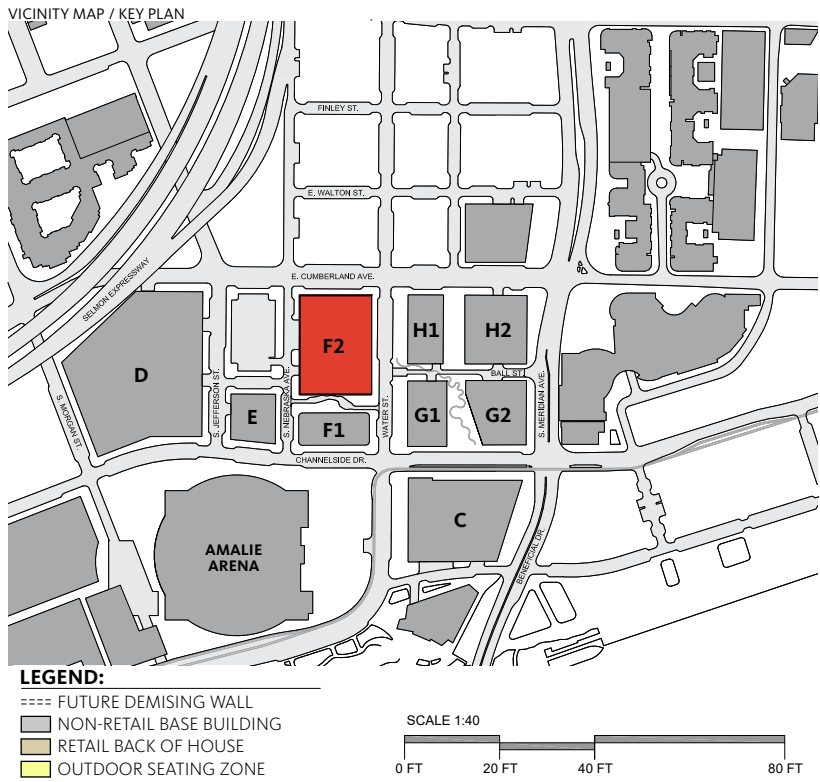 VICINITY MAP / KEY PLAN
FINLEY ST.
E. WALTON ST.
SELMON EXPRESSWAY
E. CUMBERLAND AVE.
F2
H1
H2
D
BALL ST.
S. MORGAN ST.
S. JEFFERSON ST.
S. NEBRASKA AVE.
WATER ST.
S. MERIDIAN AVE.
E
F1
G1
G2
CHANNELSIDE DR.
C
AMALIE
ARENA
BENEFICIAL DR.
LEGEND:
FUTURE DEMISING WALL
NON-RETAIL BASE BUILDING
RETAIL BACK OF HOUSE
OUTDOOR SEATING ZONE
SCALE 1:40
0 FT 20 FT 40 FT 80 FT